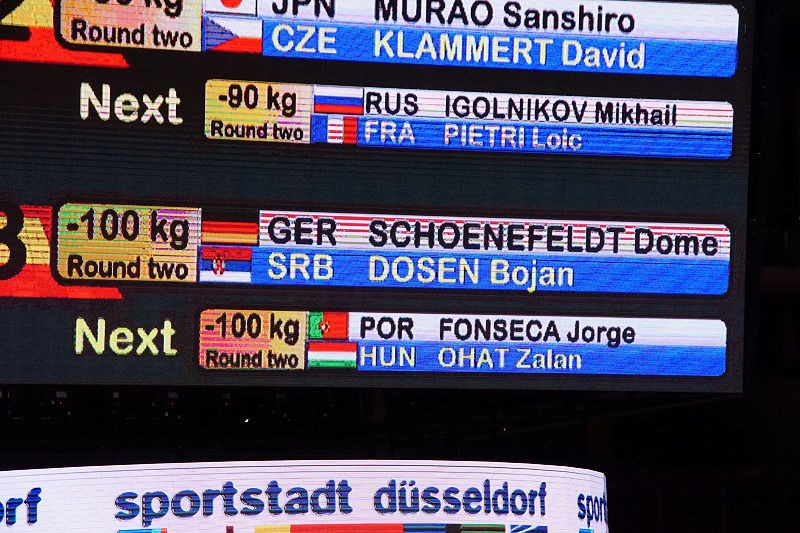 JPN MURAO Sanshiro
Round two CZE KLAMMERT David
Next -90 kg RUS IGOLNIKOV Mikhail
Round two FRA PIETRI Loic
-100 kg GER SCHOENEFELDT Dome
Round two SRB DOSEN Bojan
Next -100 kg POR FONSECA Jorge
Round two HUN OHAT Zalan
sportstadt düsseldorf